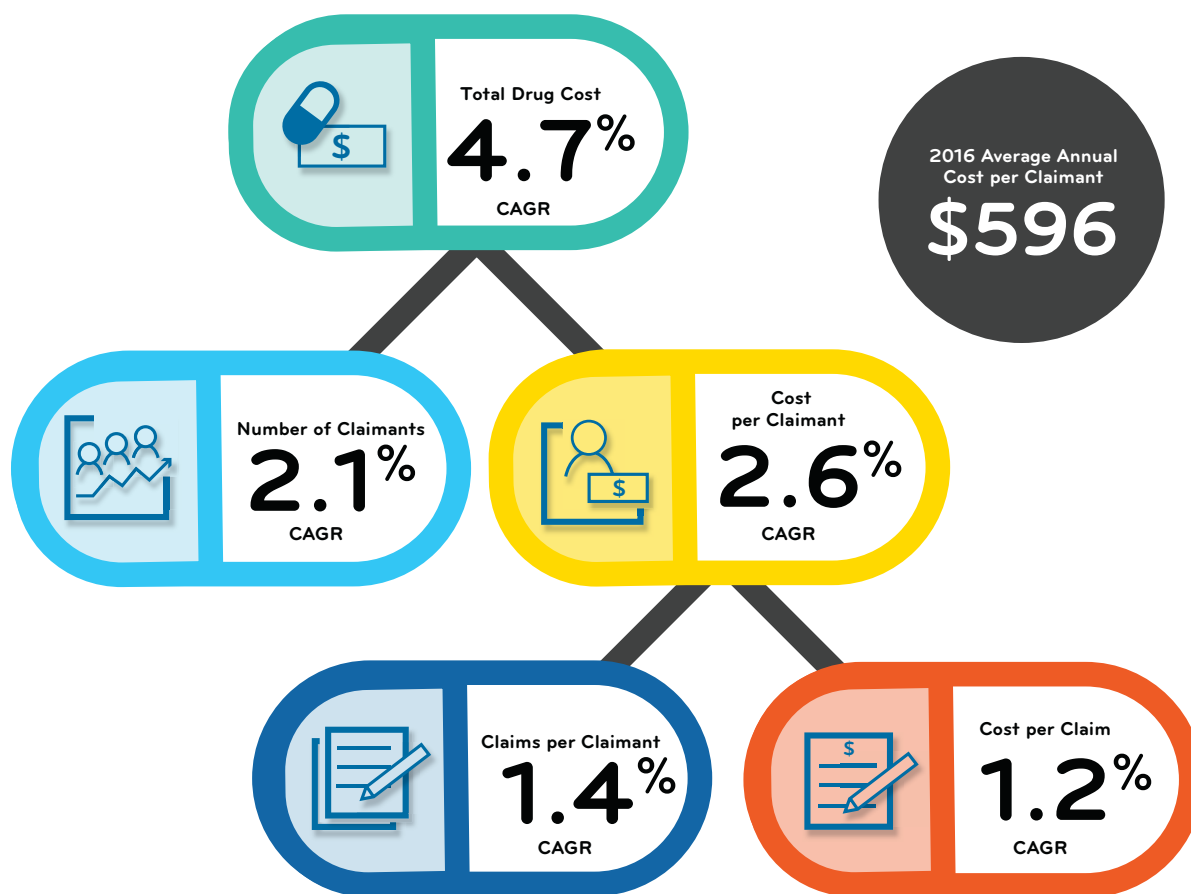 Total Drug Cost
4.7%
CAGR
$
2016 Average Annual
Cost per Claimant
$596
Number of Claimants
2.1%
CAGR
Cost
per Claimant
2.6%
CAGR
$
Claims per Claimant
1.4%
CAGR
Cost per Claim
1.2%
CAGR
$